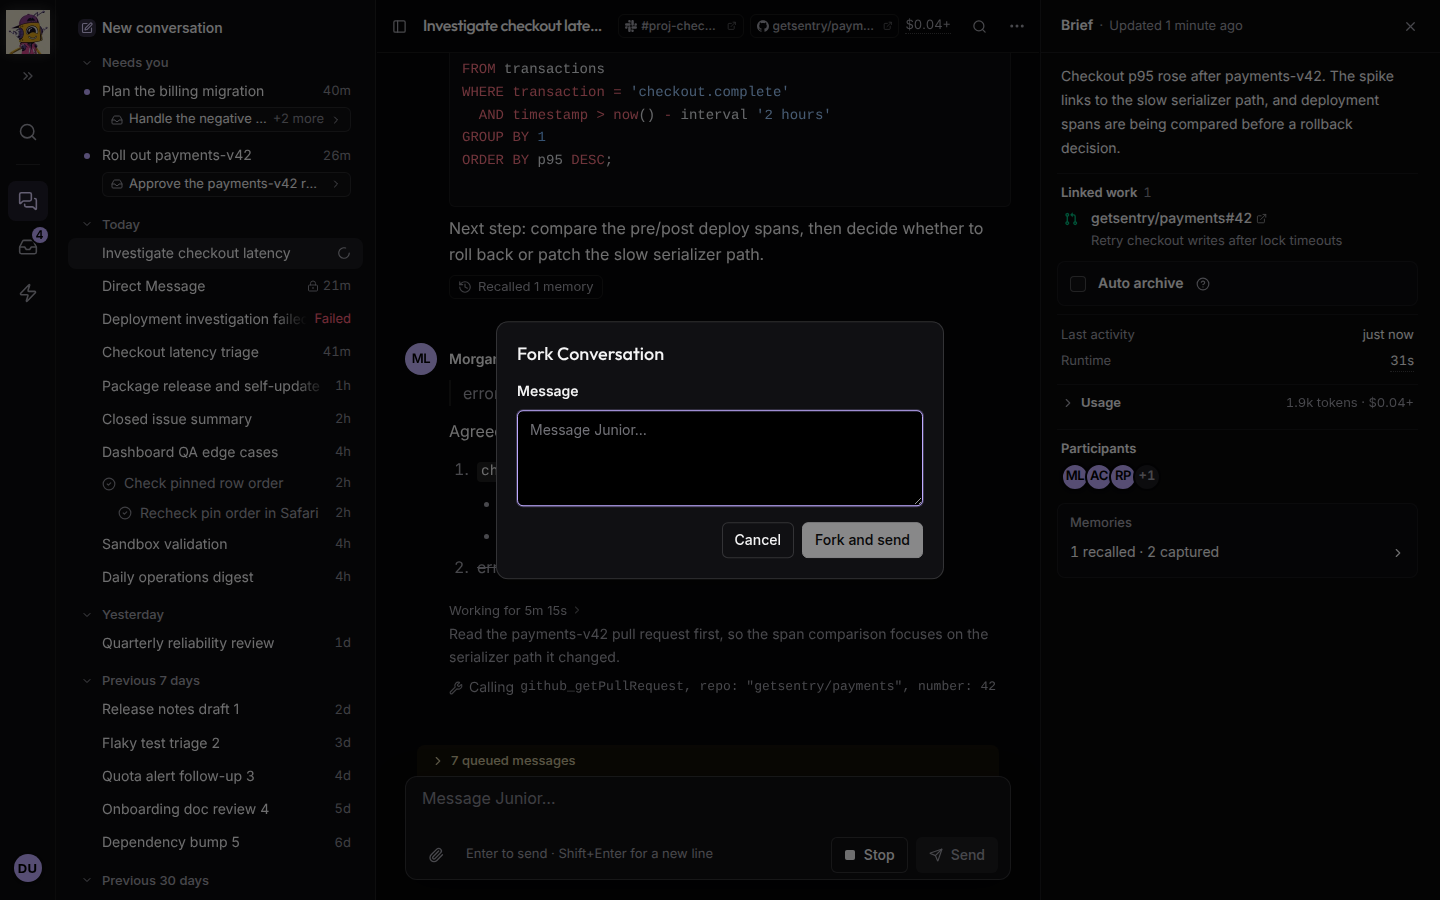 New conversation
Needs you
Plan the billing migration 40m
Handle the negative ... +2 more
Roll out payments-v42 26m
Approve the payments-v42 r...
Today
Investigate checkout latency
Direct Message 21m
Deployment investigation faile Failed
Checkout latency triage 41m
Package release and self-update 1h
Closed issue summary 2h
Dashboard QA edge cases 4h
Check pinned row order 2h
Recheck pin order in Safari 2h
Sandbox validation 4h
Daily operations digest 4h
Yesterday
Quarterly reliability review 1d
Previous 7 days
Release notes draft 1 2d
Flaky test triage 2 3d
Quota alert follow-up 3 4d
Onboarding doc review 4 5d
Dependency bump 5 6d
Previous 30 days
4
DU
Investigate checkout late... #proj-chec... getsentry/paym... $0.04+
FROM transactions
WHERE transaction = 'checkout.complete'
AND timestamp > now() - interval '2 hours'
GROUP BY 1
ORDER BY p95 DESC;
Next step: compare the pre/post deploy spans, then decide whether to
roll back or patch the slow serializer path.
Recalled 1 memory
ML Morgan
error
Agreed
1. ch
2. err
Fork Conversation
Message
Message Junior...
Cancel Fork and send
Working for 5m 15s
Read the payments-v42 pull request first, so the span comparison focuses on the
serializer path it changed.
Calling github_getPullRequest, repo: "getsentry/payments", number: 42
7 queued messages
Message Junior...
Enter to send · Shift+Enter for a new line Stop Send
Brief · Updated 1 minute ago
Checkout p95 rose after payments-v42. The spike
links to the slow serializer path, and deployment
spans are being compared before a rollback
decision.
Linked work 1
getsentry/payments#42
Retry checkout writes after lock timeouts
Auto archive
Last activity just now
Runtime 31s
Usage 1.9k tokens · $0.04+
Participants
ML AC RP +1
Memories
1 recalled · 2 captured